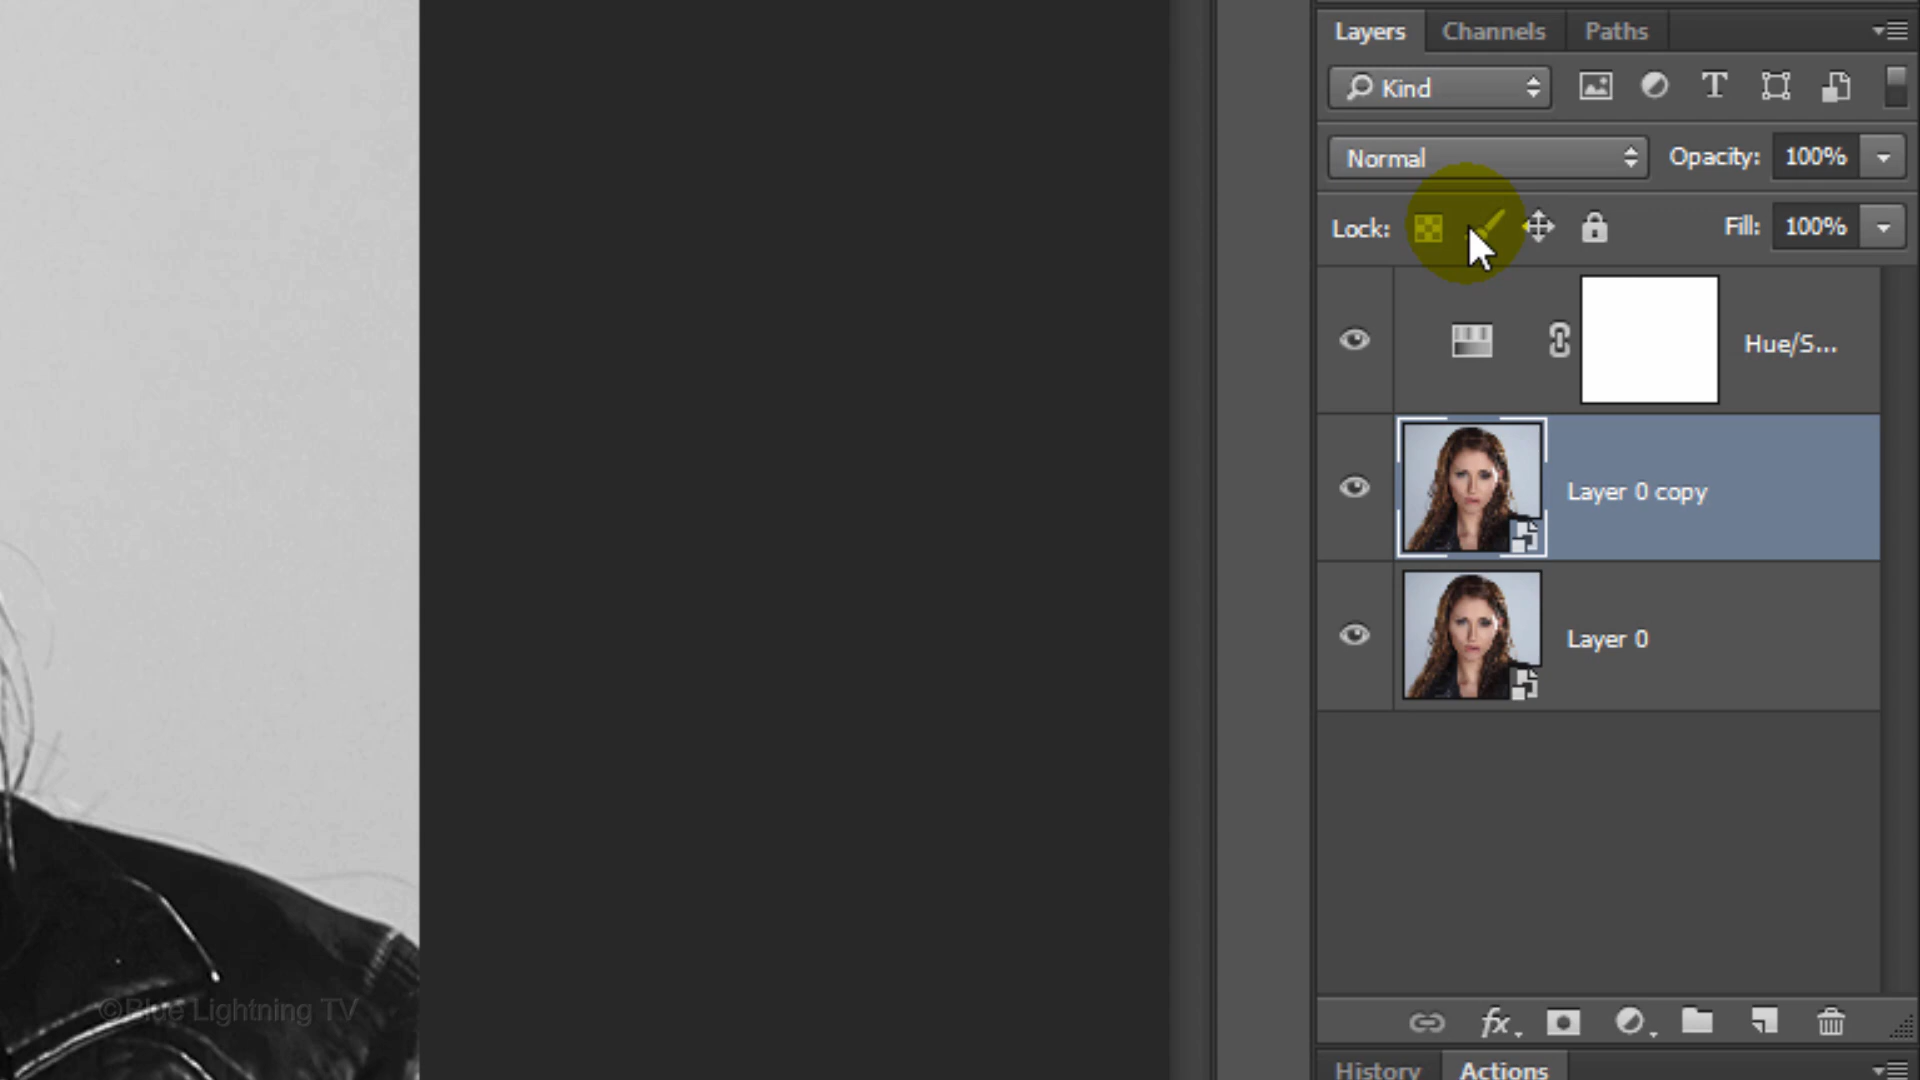 Layers Channels Paths
Kind
Normal Opacity: 100%
Lock: Fill: 100%
Hue/S...
Layer 0 copy
Layer 0
fx
©Blue Lightning TV
History Actions